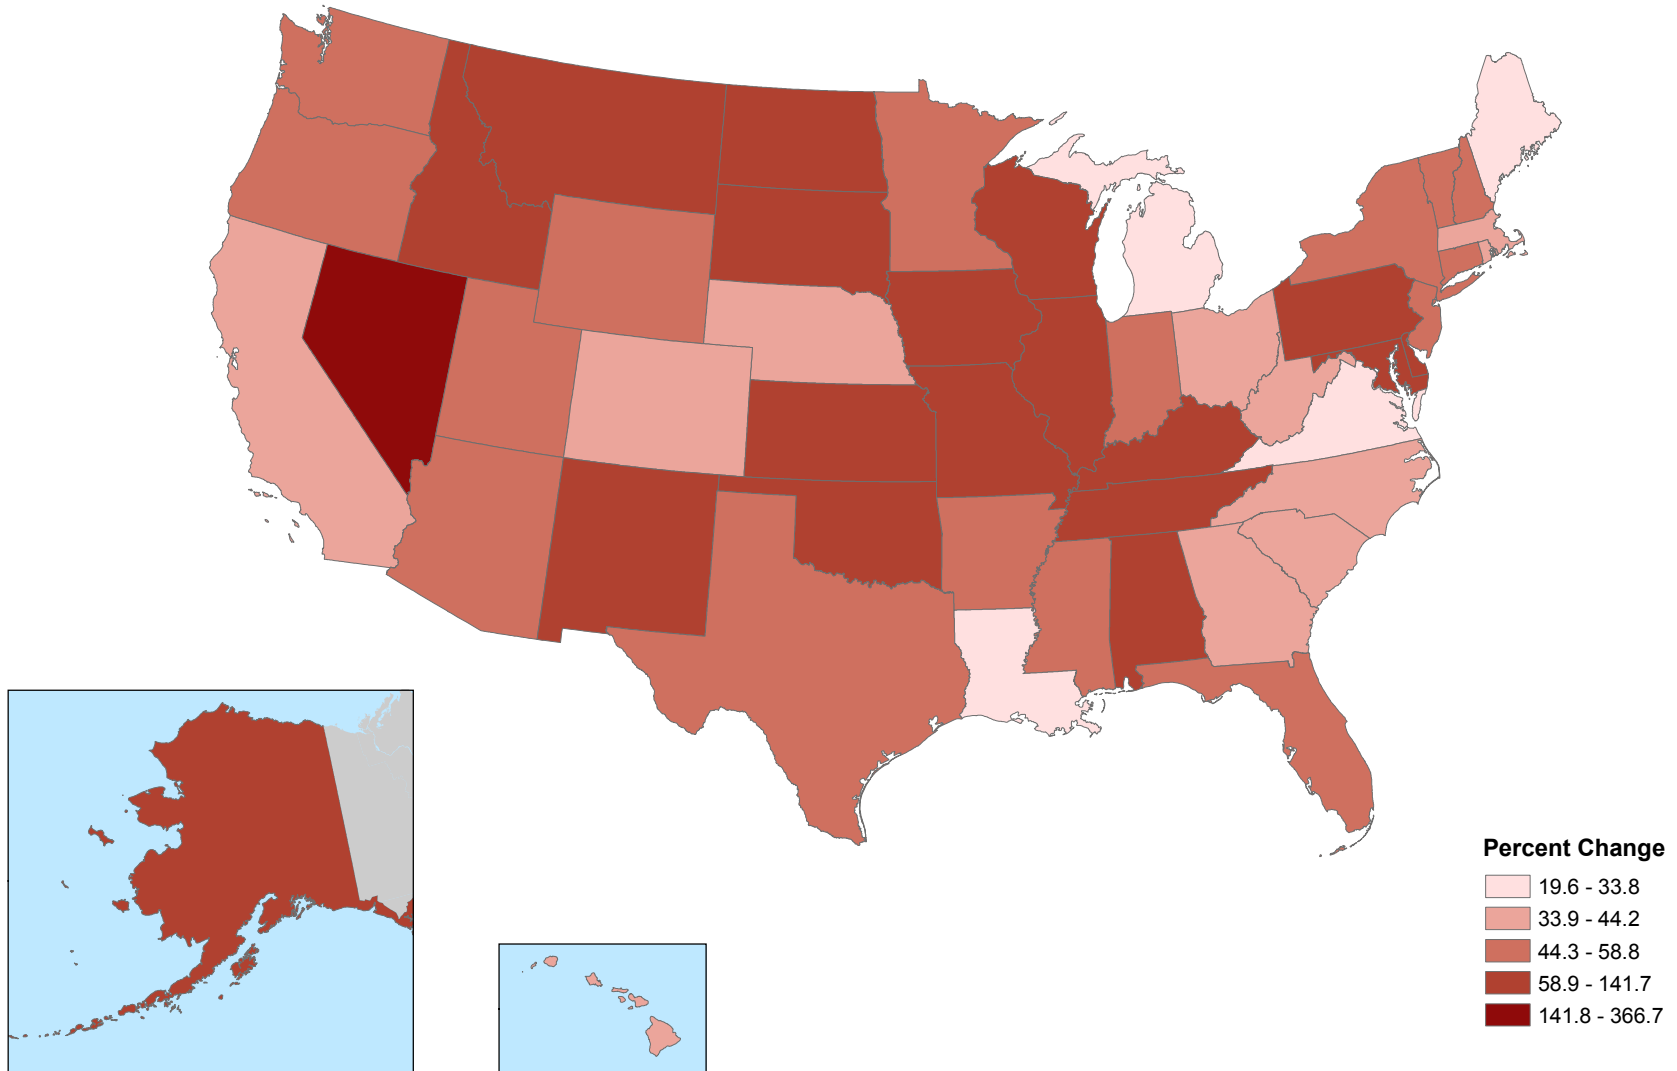 Percent Change
19.6 - 33.8
33.9 - 44.2
44.3 - 58.8
58.9 - 141.7
141.8 - 366.7